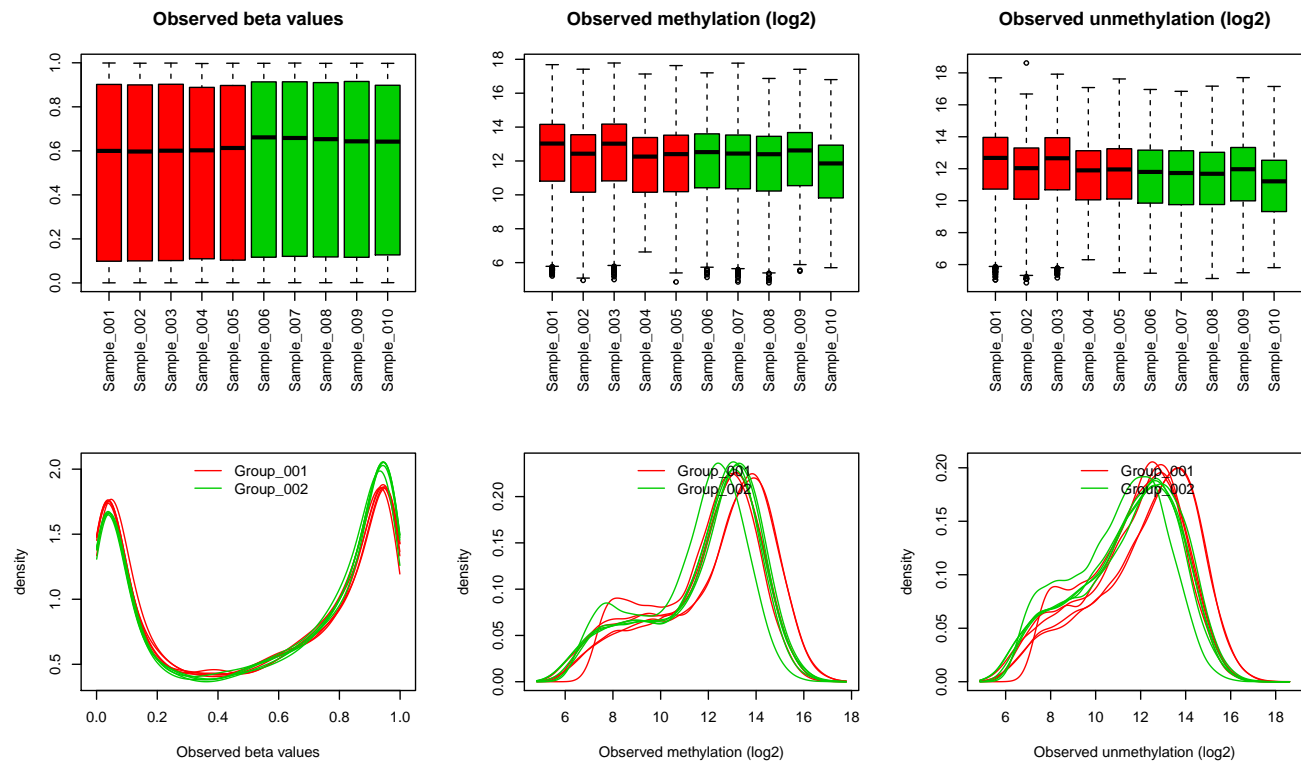 Observed beta values
0.0 0.2 0.4 0.6 0.8 1.0
Sample_001
Sample_002
Sample_003
Sample_004
Sample_005
Sample_006
Sample_007
Sample_008
Sample_009
Sample_010
Observed methylation (log2)
6 8 10 12 14 16 18
Sample_001
Sample_002
Sample_003
Sample_004
Sample_005
Sample_006
Sample_007
Sample_008
Sample_009
Sample_010
Observed unmethylation (log2)
6 8 10 12 14 16 18
Sample_001
Sample_002
Sample_003
Sample_004
Sample_005
Sample_006
Sample_007
Sample_008
Sample_009
Sample_010
Group_001
Group_002
density
0.5 1.0 1.5 2.0
0.0 0.2 0.4 0.6 0.8 1.0
Observed beta values
Group_001
Group_002
density
0.00 0.05 0.10 0.15 0.20
6 8 10 12 14 16 18
Observed methylation (log2)
Group_001
Group_002
density
0.00 0.05 0.10 0.15 0.20
6 8 10 12 14 16 18
Observed unmethylation (log2)